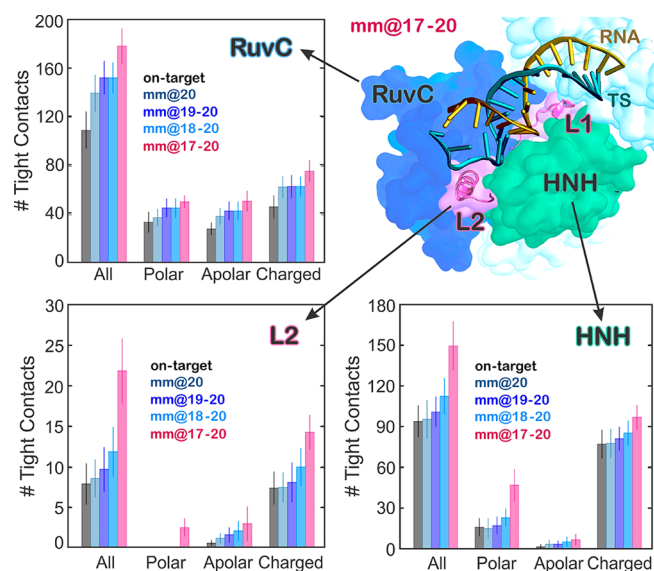 mm@17-20
RNA
RuvC
TS
L1
HNH
L2
RuvC
# Tight Contacts
200
160
120
80
40
0
on-target
mm@20
mm@19-20
mm@18-20
mm@17-20
All Polar Apolar Charged
L2
# Tight Contacts
30
25
20
15
10
5
0
on-target
mm@20
mm@19-20
mm@18-20
mm@17-20
All Polar Apolar Charged
HNH
# Tight Contacts
180
150
120
90
60
30
0
on-target
mm@20
mm@19-20
mm@18-20
mm@17-20
All Polar Apolar Charged